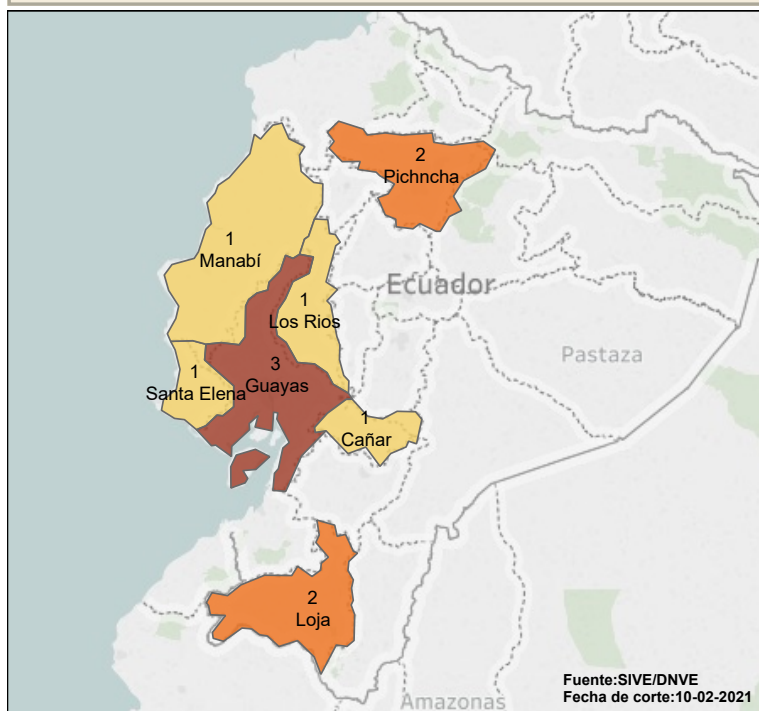 2
Pichncha
Ecuador
1
Manabí
1
Los Rios
Pastaza
3
Guayas
1
Santa Elena
1
Cañar
2
Loja
Fuente:SIVE/DNVE
Fecha de corte:10-02-2021
Amazonas